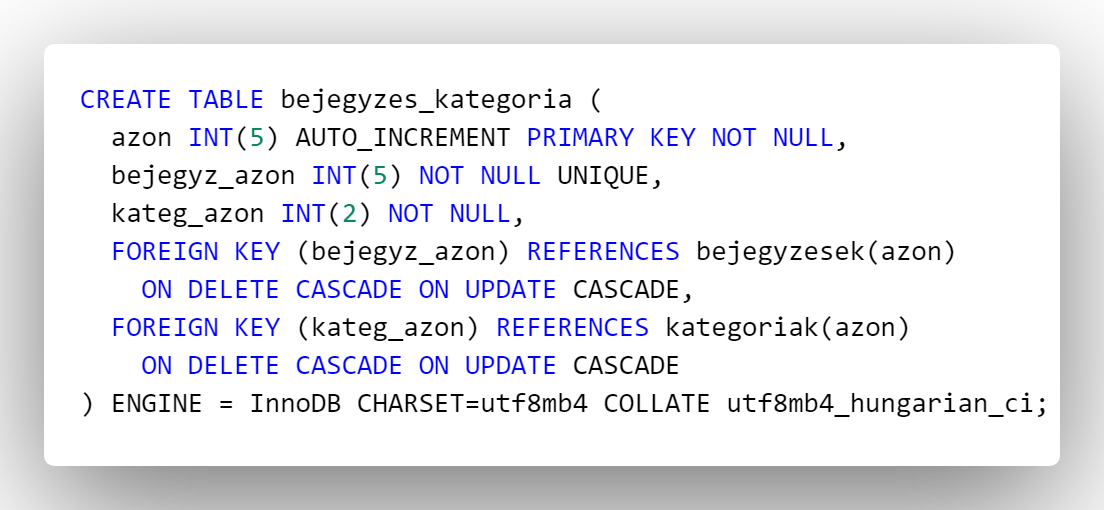 CREATE TABLE bejegyzes_kategoria (
  azon INT(5) AUTO_INCREMENT PRIMARY KEY NOT NULL,
  bejegyz_azon INT(5) NOT NULL UNIQUE,
  kateg_azon INT(2) NOT NULL,
  FOREIGN KEY (bejegyz_azon) REFERENCES bejegyzesek(azon)
    ON DELETE CASCADE ON UPDATE CASCADE,
  FOREIGN KEY (kateg_azon) REFERENCES kategoriak(azon)
    ON DELETE CASCADE ON UPDATE CASCADE
) ENGINE = InnoDB CHARSET=utf8mb4 COLLATE utf8mb4_hungarian_ci;